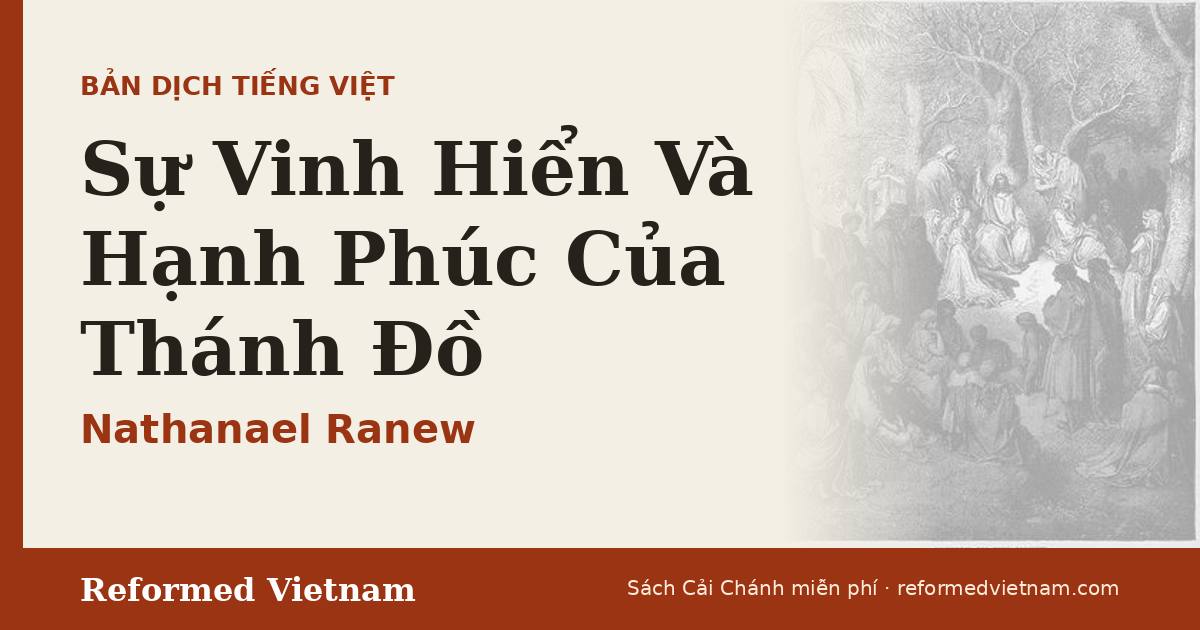 BẢN DỊCH TIẾNG VIỆT
Sự Vinh Hiển Và
Hạnh Phúc Của
Thánh Đồ
Nathanael Ranew
Reformed Vietnam
Sách Cải Chánh miễn phí · reformedvietnam.com